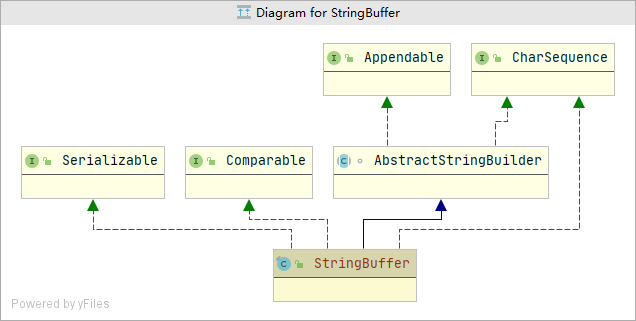 Diagram for StringBuffer
I Appendable
I CharSequence
I Serializable
I Comparable
C AbstractStringBuilder
C StringBuffer
Powered by yFiles